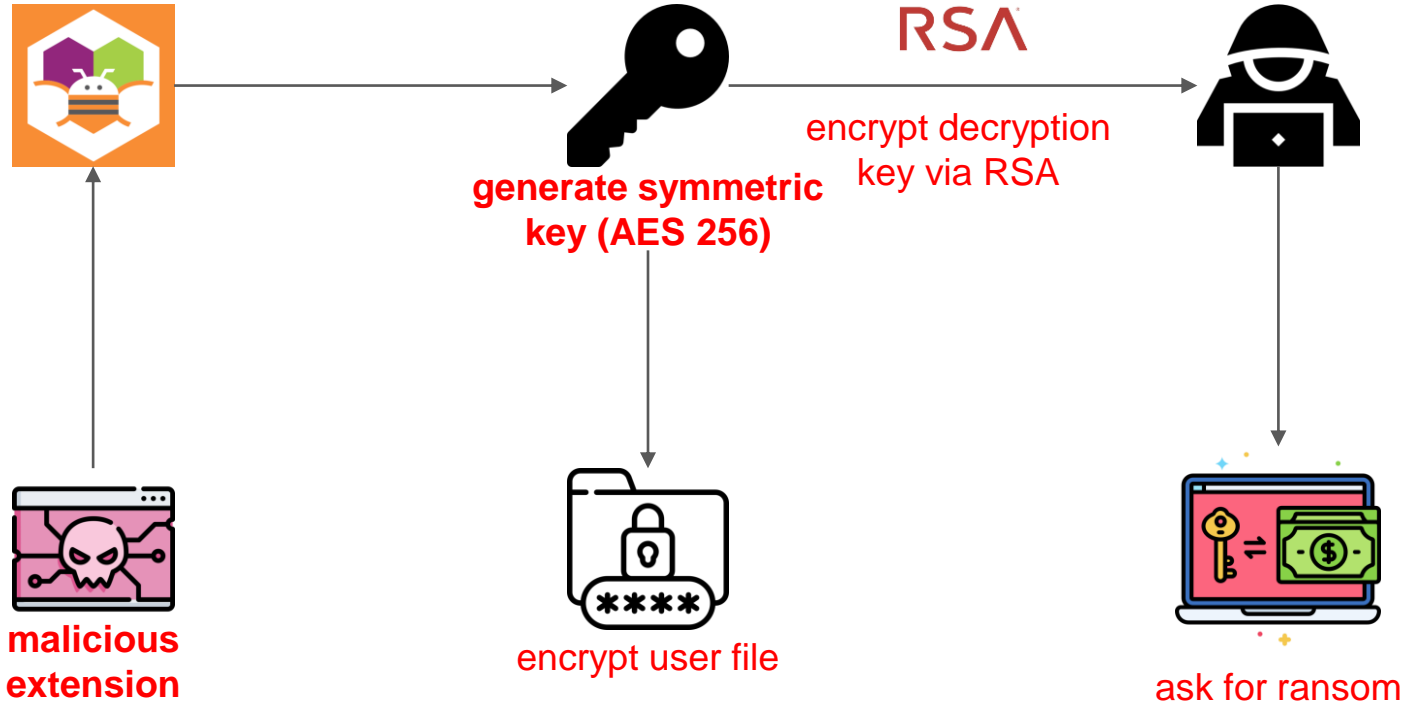 RSA
encrypt decryption
key via RSA
generate symmetric
key (AES 256)
$
****
malicious
extension
encrypt user file
ask for ransom